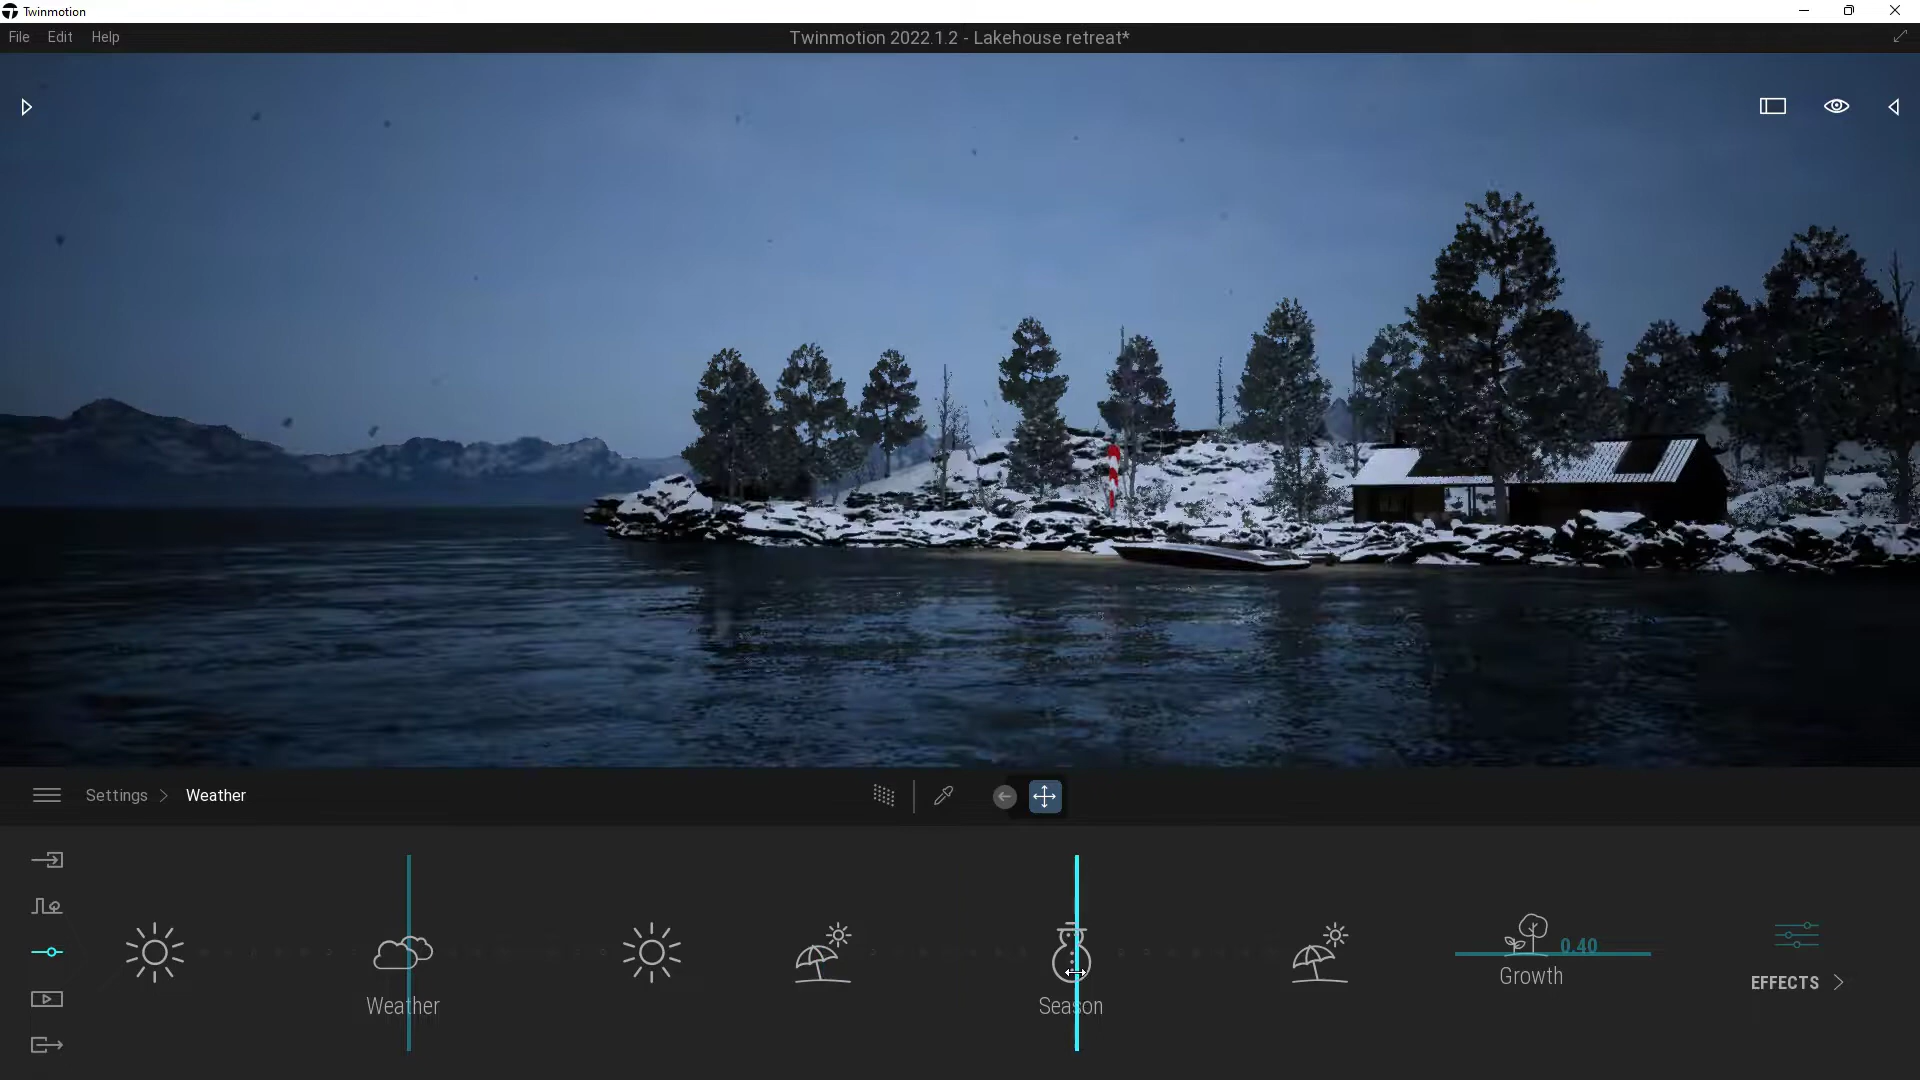 Twinmotion
File Edit Help
Twinmotion 2022.1.2 - Lakehouse retreat*
Settings > Weather
Weather
Season
0.40
Growth
EFFECTS >